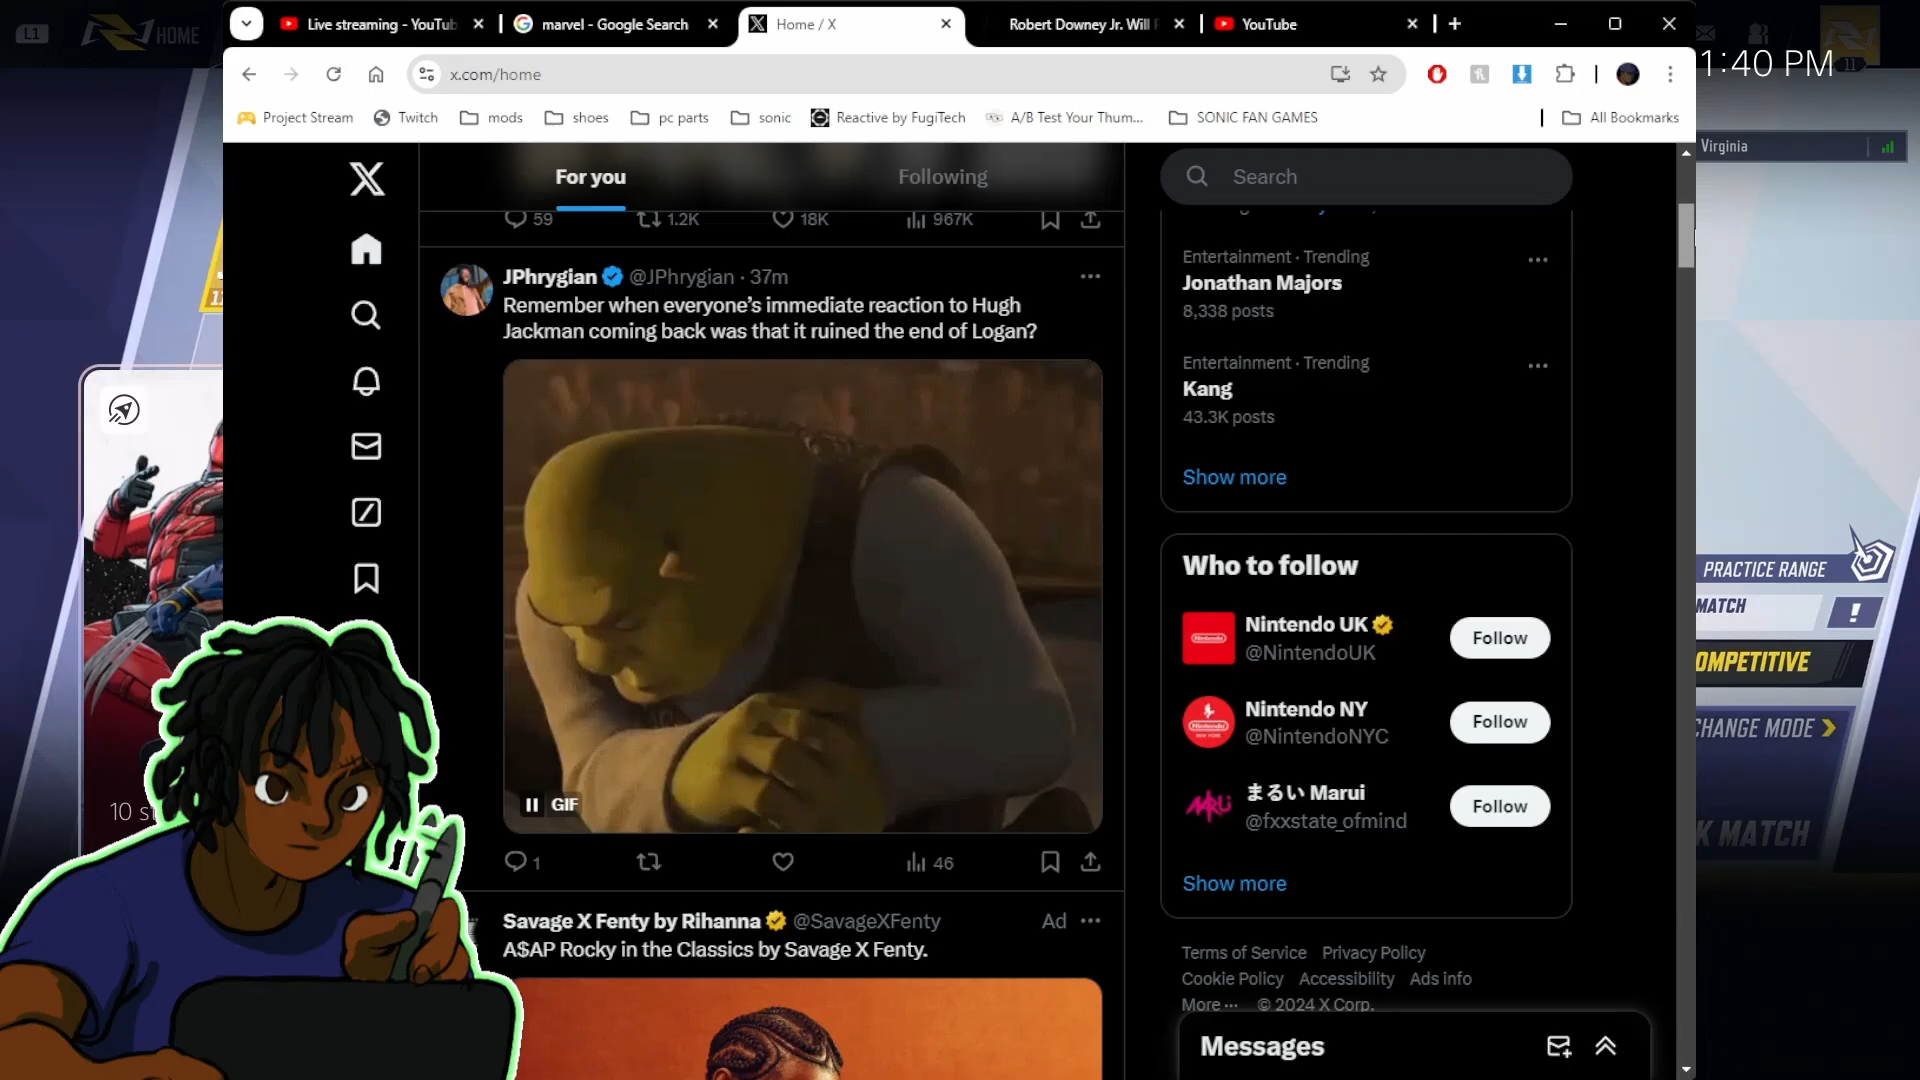 L1
HOME
Live streaming - YouTub
marvel - Google Search
Home / X
Robert Downey Jr. Will
YouTube
x.com/home
1:40 PM
11
Project Stream
Twitch
mods
shoes
pc parts
sonic
Reactive by FugiTech
A/B Test Your Thum...
SONIC FAN GAMES
All Bookmarks
Virginia
For you
Following
Search
59
1.2K
18K
967K
JPhrygian @JPhrygian · 37m
Remember when everyone's immediate reaction to Hugh
Jackman coming back was that it ruined the end of Logan?
GIF
1
46
Savage X Fenty by Rihanna @SavageXFenty
Ad
A$AP Rocky in the Classics by Savage X Fenty.
Entertainment · Trending
Jonathan Majors
8,338 posts
Entertainment · Trending
Kang
43.3K posts
Show more
Who to follow
Nintendo UK
@NintendoUK
Follow
Nintendo NY
@NintendoNYC
Follow
まるい Marui
@fxxstate_ofmind
Follow
Show more
Terms of Service Privacy Policy
Cookie Policy Accessibility Ads info
More ··· © 2024 X Corp.
Messages
PRACTICE RANGE
MATCH
OMPETITIVE
CHANGE MODE
K MATCH
10 s